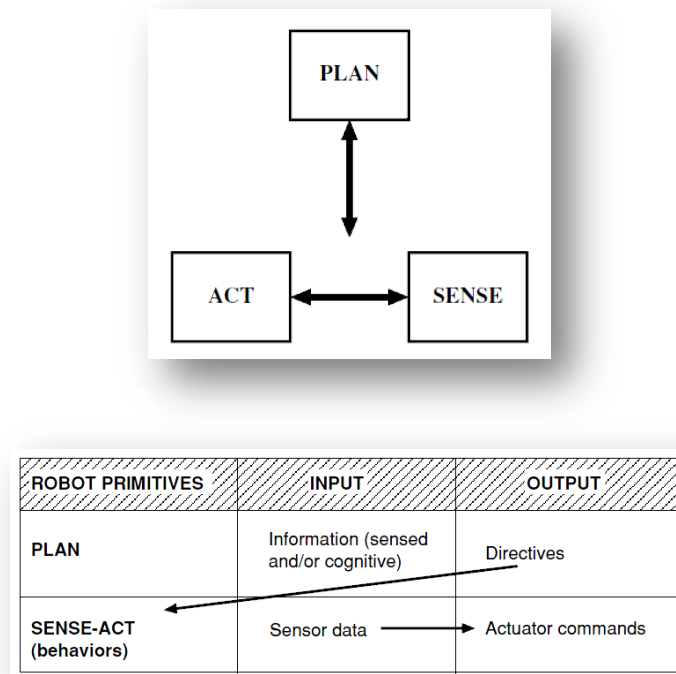 PLAN
ACT
SENSE
ROBOT PRIMITIVES
INPUT
OUTPUT
PLAN
Information (sensed
and/or cognitive)
Directives
SENSE-ACT
(behaviors)
Sensor data
Actuator commands